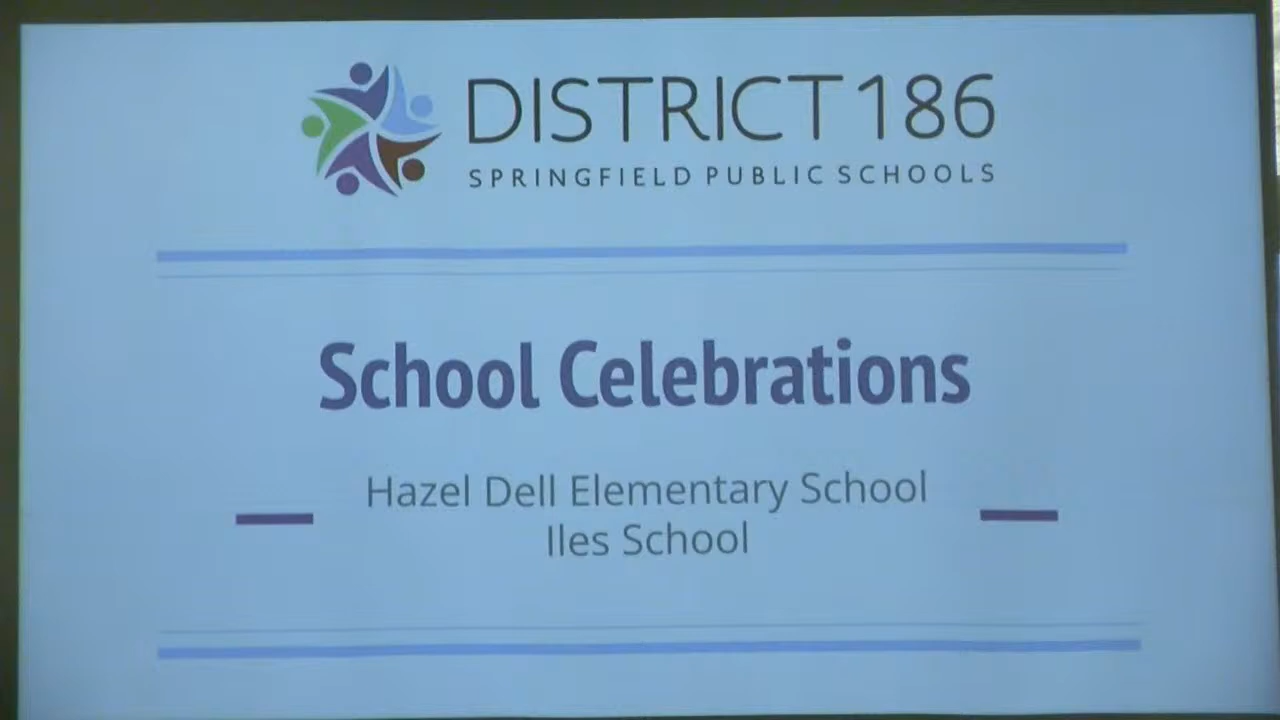 DISTRICT 186
SPRINGFIELD PUBLIC SCHOOLS
School Celebrations
Hazel Dell Elementary School
Iles School